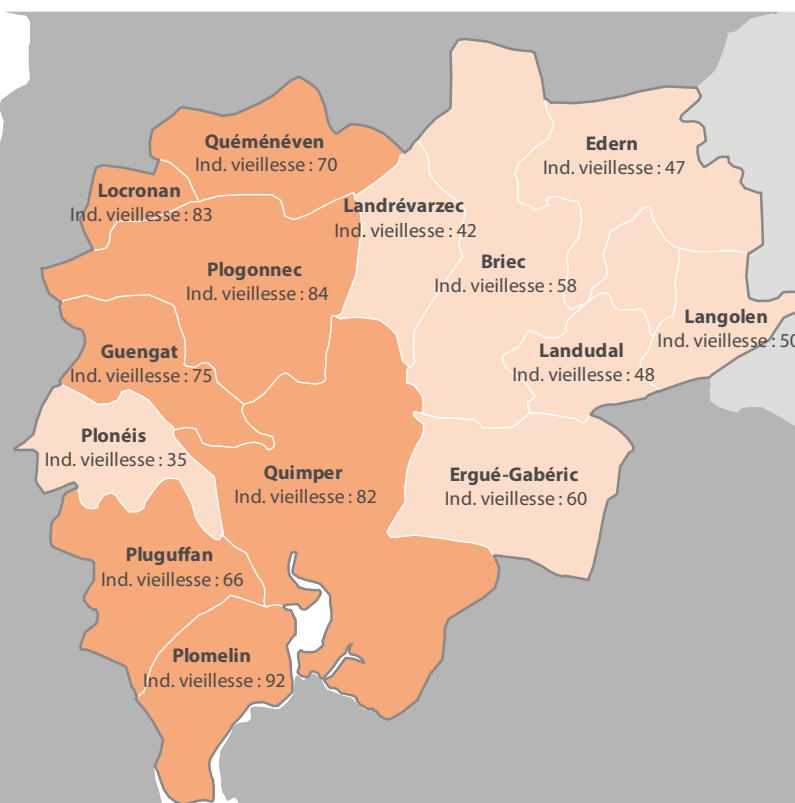 Quéménéven
Ind. vieillesse : 70
Edern
Ind. vieillesse : 47
Locronan
Ind. vieillesse : 83
Landrévarzec
Ind. vieillesse : 42
Plogonnec
Ind. vieillesse : 84
Briec
Ind. vieillesse : 58
Langolen
Ind. vieillesse : 50
Guengat
Ind. vieillesse : 75
Landudal
Ind. vieillesse : 48
Plonéis
Ind. vieillesse : 35
Quimper
Ind. vieillesse : 82
Ergué-Gabéric
Ind. vieillesse : 60
Pluguffan
Ind. vieillesse : 66
Plomelin
Ind. vieillesse : 92